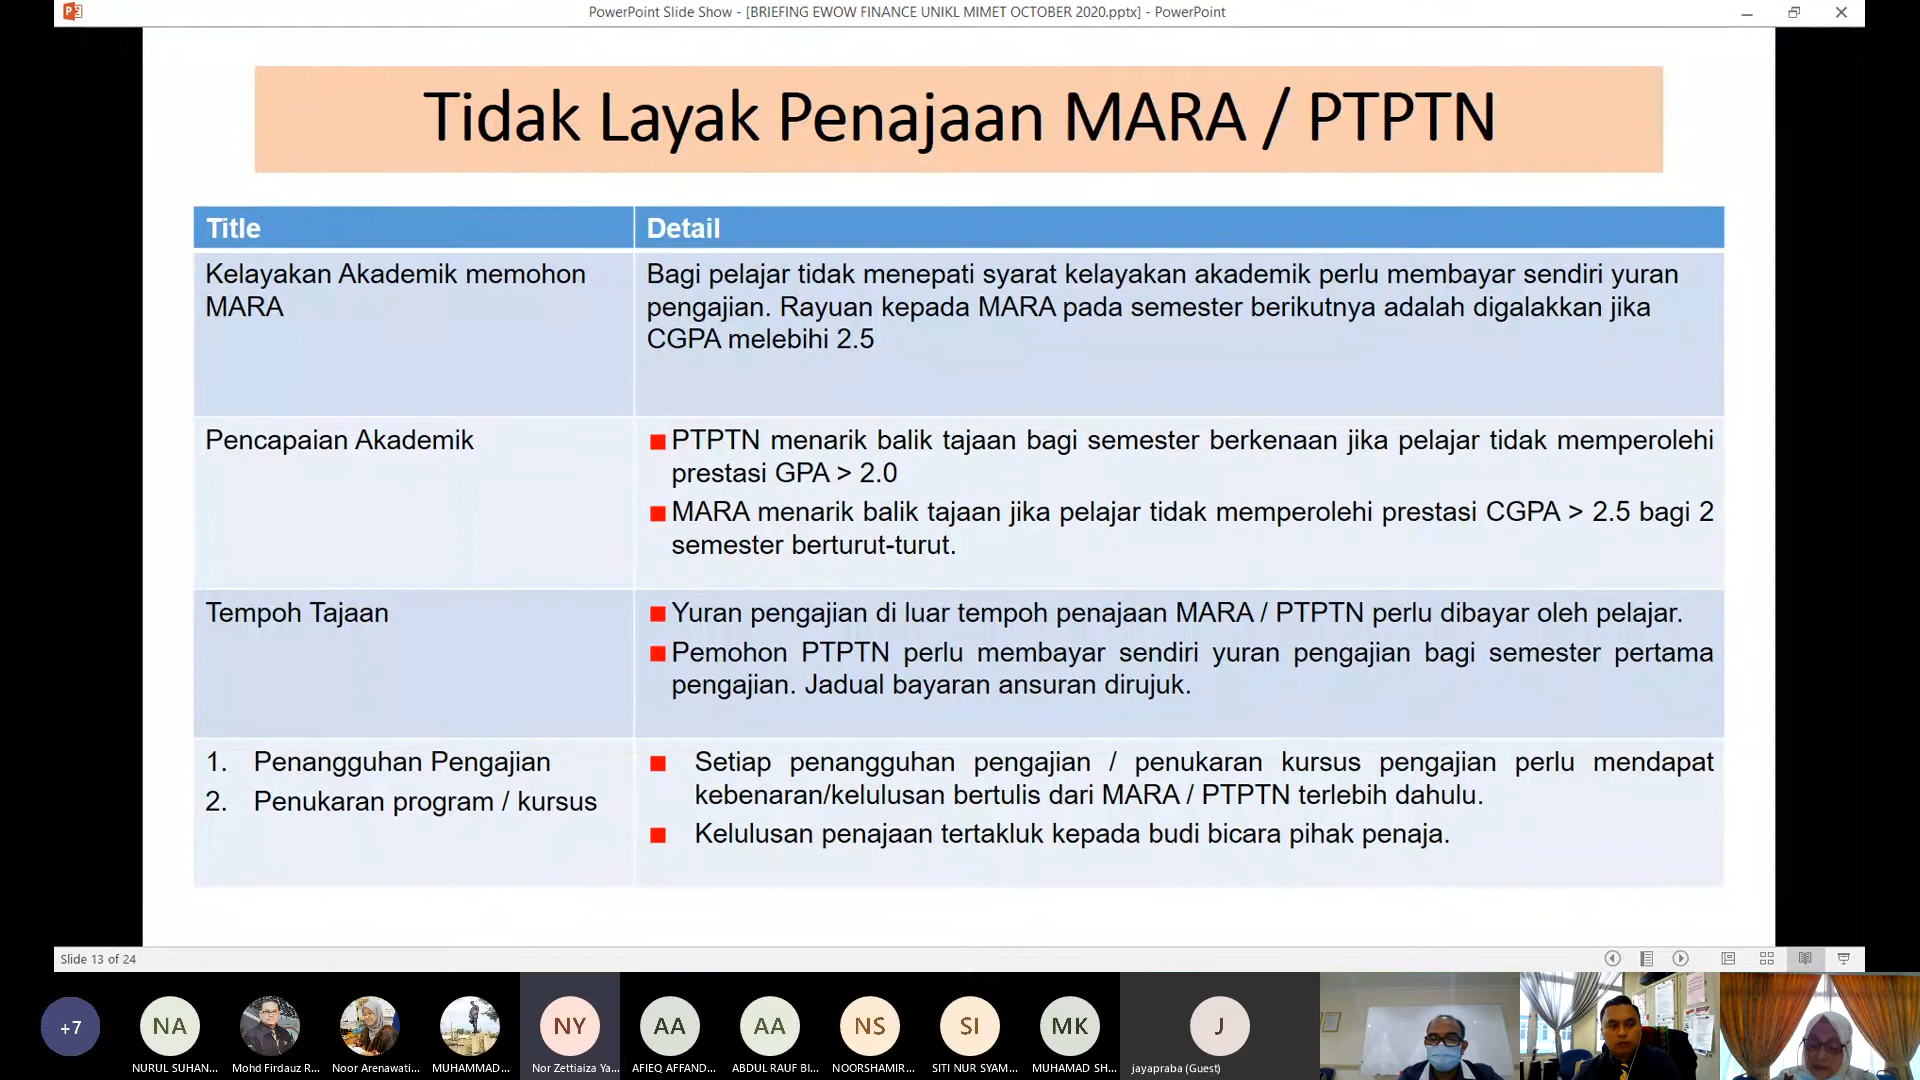 PowerPoint Slide Show - [BRIEFING EWOW FINANCE UNIKL MIMET OCTOBER 2020.pptx] - PowerPoint
Tidak Layak Penajaan MARA / PTPTN
Title
Detail
Kelayakan Akademik memohon
MARA
Bagi pelajar tidak menepati syarat kelayakan akademik perlu membayar sendiri yuran
pengajian. Rayuan kepada MARA pada semester berikutnya adalah digalakkan jika
CGPA melebihi 2.5
Pencapaian Akademik
PTPTN menarik balik tajaan bagi semester berkenaan jika pelajar tidak memperolehi
prestasi GPA > 2.0
MARA menarik balik tajaan jika pelajar tidak memperolehi prestasi CGPA > 2.5 bagi 2
semester berturut-turut.
Tempoh Tajaan
Yuran pengajian di luar tempoh penajaan MARA / PTPTN perlu dibayar oleh pelajar.
Pemohon PTPTN perlu membayar sendiri yuran pengajian bagi semester pertama
pengajian. Jadual bayaran ansuran dirujuk.
1. Penangguhan Pengajian
2. Penukaran program / kursus
Setiap penangguhan pengajian / penukaran kursus pengajian perlu mendapat
kebenaran/kelulusan bertulis dari MARA / PTPTN terlebih dahulu.
Kelulusan penajaan tertakluk kepada budi bicara pihak penaja.
Slide 13 of 24
+7
NA
NY
AA
AA
NS
SI
MK
J
NURUL SUHAN...
Mohd Firdauz R...
Noor Arenawati...
MUHAMMAD...
Nor Zettiaiza Ya...
AFIEQ AFFAND...
ABDUL RAUF BI...
NOORSHAMIR...
SITI NUR SYAM...
MUHAMAD SH...
jayapraba (Guest)